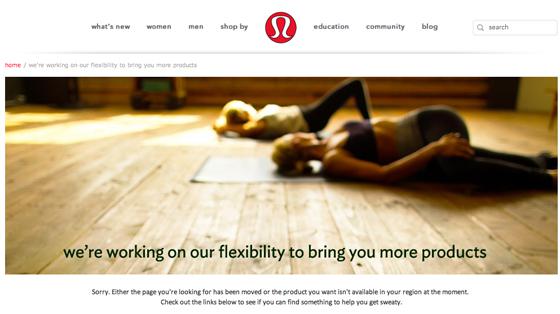 what's new women men shop by education community blog search
home / we're working on our flexibility to bring you more products
we're working on our flexibility to bring you more products
Sorry. Either the page you're looking for has been moved or the product you want isn't available in your region at the moment.
Check out the links below to see if you can find something to help you get sweaty.